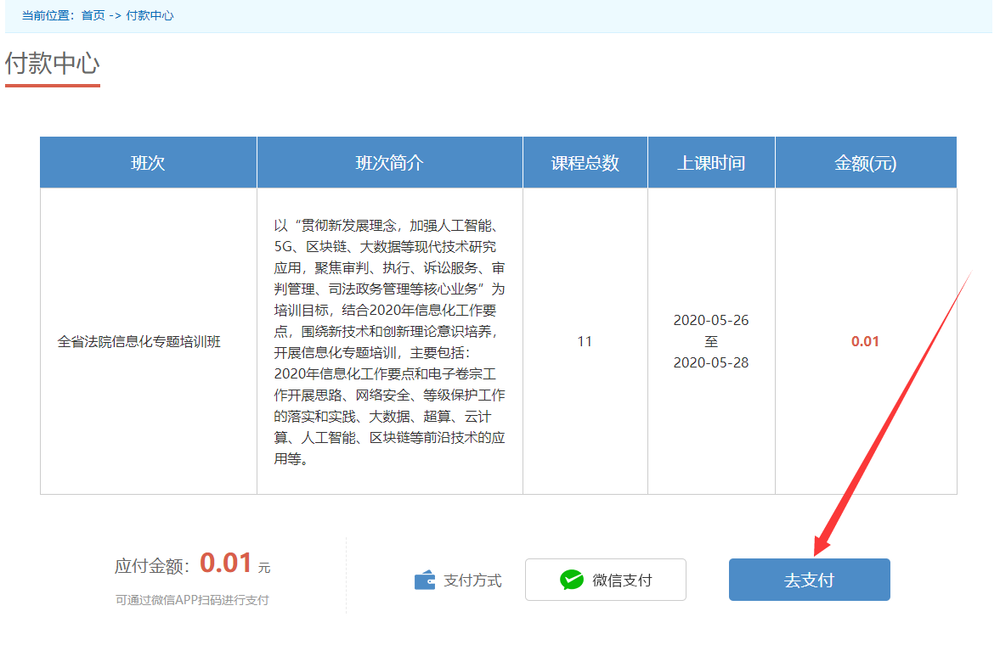 当前位置：首页 -> 付款中心
付款中心
班次
班次简介
课程总数
上课时间
金额(元)
全省法院信息化专题培训班
以“贯彻新发展理念，加强人工智能、
5G、区块链、大数据等现代技术研究
应用，聚焦审判、执行、诉讼服务、审
判管理、司法政务管理等核心业务”为
培训目标，结合2020年信息化工作要
点，围绕新技术和创新理论意识培养，
开展信息化专题培训，主要包括：
2020年信息化工作要点和电子卷宗工
作开展思路、网络安全、等级保护工作
的落实和实践、大数据、超算、云计
算、人工智能、区块链等前沿技术的应
用等。
11
2020-05-26
至
2020-05-28
0.01
应付金额：0.01 元
可通过微信APP扫码进行支付
支付方式
微信支付
去支付